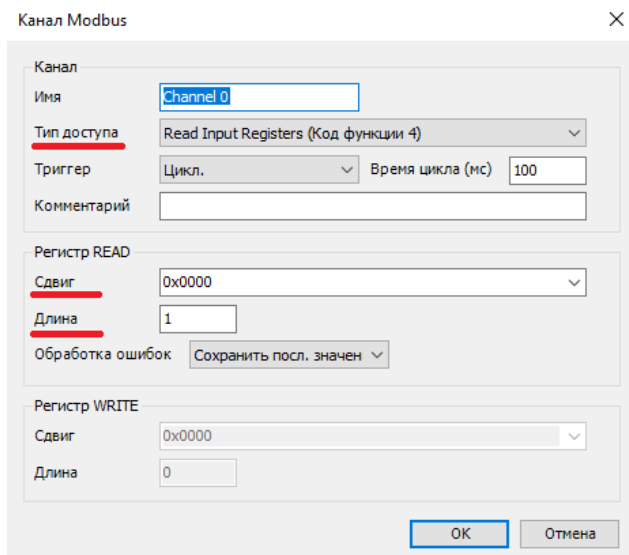 Канал Modbus
Канал
Имя Channel 0
Тип доступа Read Input Registers (Код функции 4)
Триггер Цикл. Время цикла (мс) 100
Комментарий
Регистр READ
Сдвиг 0x0000
Длина 1
Обработка ошибок Сохранить посл. значен
Регистр WRITE
Сдвиг 0x0000
Длина 0
OK Отмена